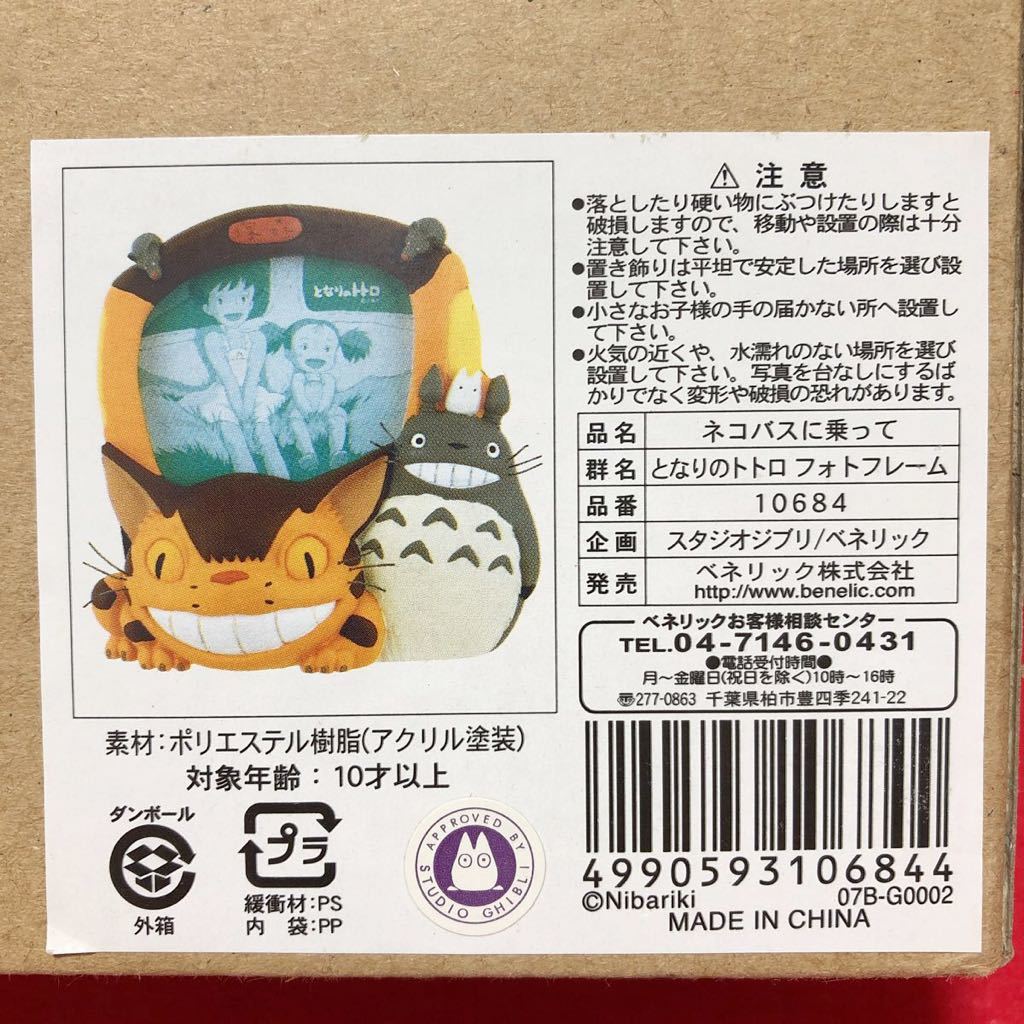 となりのトトロ
⚠ 注意
●落としたり硬い物にぶつけたりしますと
破損しますので、移動や設置の際は十分
注意して下さい。
●置き飾りは平坦で安定した場所を選び設
置して下さい。
●小さなお子様の手の届かない所へ設置し
て下さい。
●火気の近くや、水濡れのない場所を選び
設置して下さい。写真を台なしにするば
かりでなく変形や破損の恐れがあります。
品名 ネコバスに乗って
群名 となりのトトロ フォトフレーム
品番 10684
企画 スタジオジブリ/ベネリック
発売 ベネリック株式会社
http://www.benelic.com
ベネリックお客様相談センター
TEL.04-7146-0431
●電話受付時間●
月〜金曜日(祝日を除く)10時〜16時
〠277-0863 千葉県柏市豊四季241-22
素材:ポリエステル樹脂(アクリル塗装)
対象年齢:10才以上
ダンボール
外箱
プラ
緩衝材:PS
内 袋:PP
APPROVED BY
STUDIO GHIBLI
4990593106844
©Nibariki 07B-G0002
MADE IN CHINA